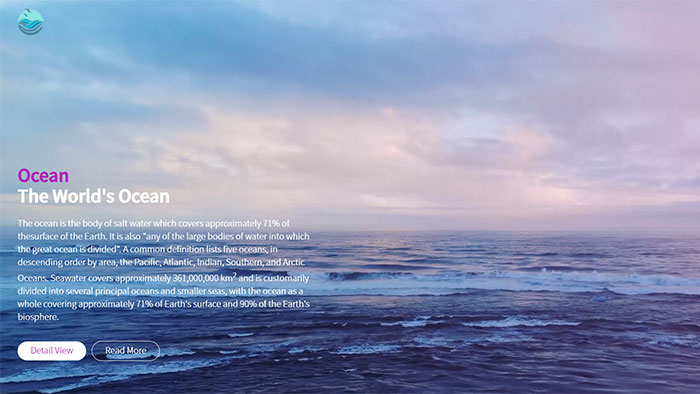 Ocean
The World's Ocean
The ocean is the body of salt water which covers approximately 71% of
thesurface of the Earth. It is also "any of the large bodies of water into which
the great ocean is divided". A common definition lists five oceans, in
descending order by area, the Pacific, Atlantic, Indian, Southern, and Arctic
Oceans. Seawater covers approximately 361,000,000 km² and is customarily
divided into several principal oceans and smaller seas, with the ocean as a
whole covering approximately 71% of Earth's surface and 90% of the Earth's
biosphere.
Detail View Read More